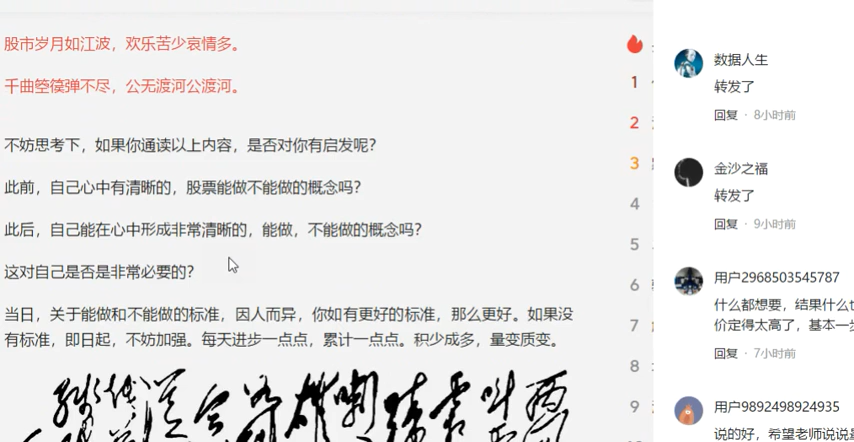 股市岁月如江波，欢乐苦少哀情多。
千曲箜篌弹不尽，公无渡河公渡河。
不妨思考下，如果你通读以上内容，是否对你有启发呢？
此前，自己心中有清晰的，股票能做不能做的概念吗？
此后，自己能在心中形成非常清晰的，能做，不能做的概念吗？
这对自己是否是非常必要的？
当日，关于能做和不能做的标准，因人而异，你如有更好的标准，那么更好。如果没
有标准，即日起，不妨加强。每天进步一点点，累计一点点。积少成多，量变质变。
1
2
3
4
5
6
7
8
9
数据人生
转发了
回复 · 8小时前
金沙之福
转发了
回复 · 9小时前
用户2968503545787
什么都想要，结果什么也
价定得太高了，基本一步
回复 · 7小时前
用户9892498924935
说的好，希望老师说说